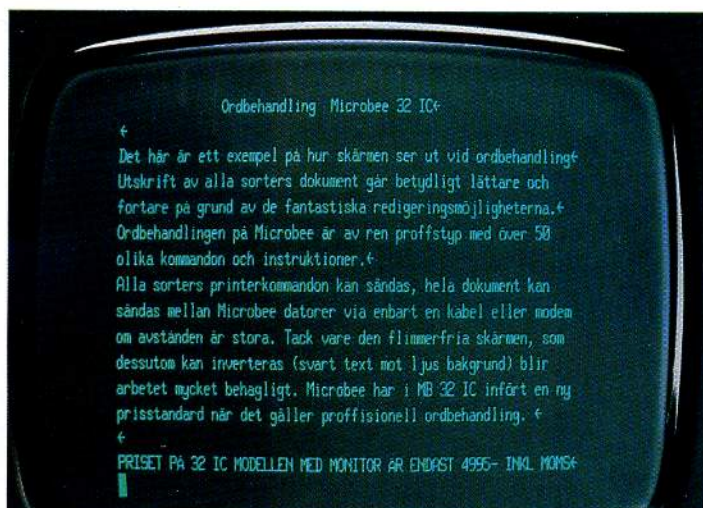 Ordbehandling Microbee 32 IC←
←
Det här är ett exempel på hur skärmen ser ut vid ordbehandling←
Utskrift av alla sorters dokument går betydligt lättare och
fortare på grund av de fantastiska redigeringsmöjligheterna.←
Ordbehandlingen på Microbee är av ren proffstyp med över 50
olika kommandon och instruktioner.←
Alla sorters printerkommandon kan sändas, hela dokument kan
sändas mellan Microbee datorer via enbart en kabel eller modem
om avstånden är stora. Tack vare den flimmerfria skärmen, som
dessutom kan inverteras (svart text mot ljus bakgrund) blir
arbetet mycket behagligt. Microbee har i MB 32 IC infört en ny
prisstandard när det gäller proffisionell ordbehandling. ←
←
PRISET PÅ 32 IC MODELLEN MED MONITOR ÄR ENDAST 4995- INKL MOMS←